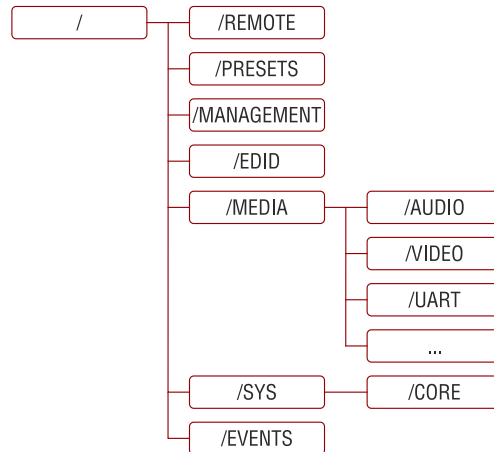 /
/REMOTE
/PRESETS
/MANAGEMENT
/EDID
/MEDIA
/AUDIO
/VIDEO
/UART
...
/SYS
/CORE
/EVENTS